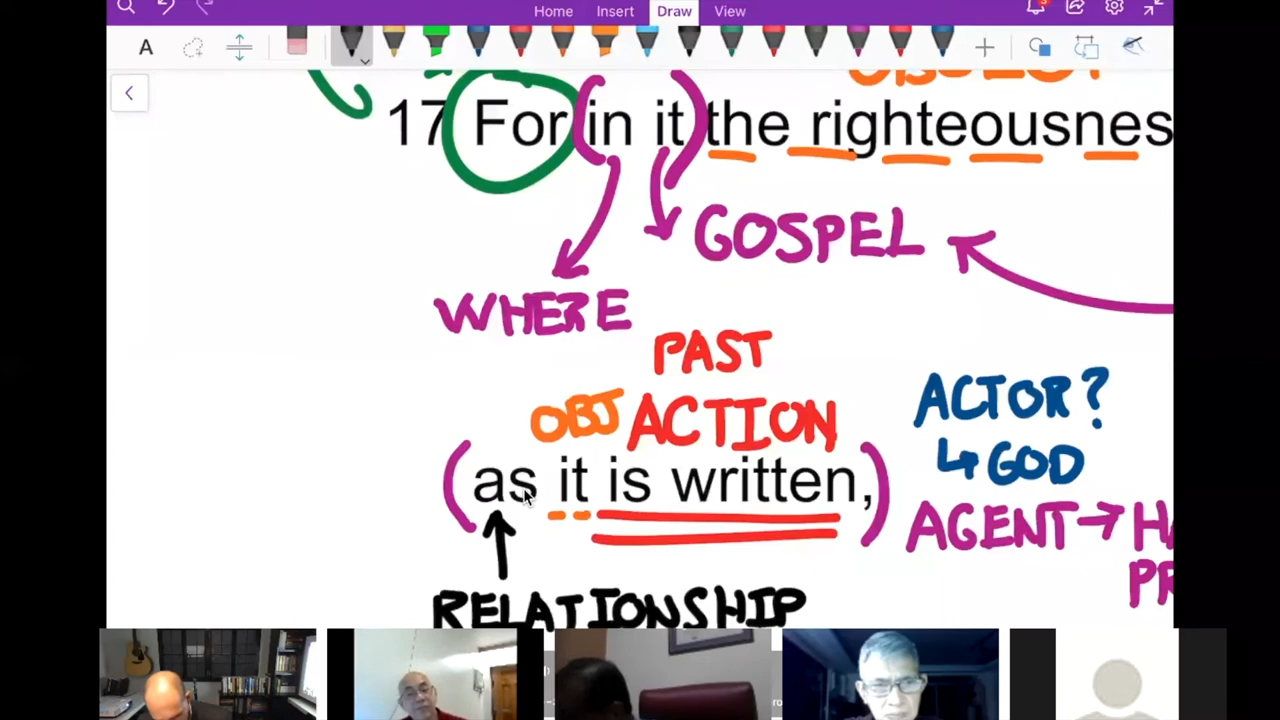 Home Insert Draw View
A
17 For in it the righteousnes
GOSPEL
WHERE
PAST
OBJ ACTION
ACTOR?
GOD
as it is written,
AGENT
RELATIONSHIP